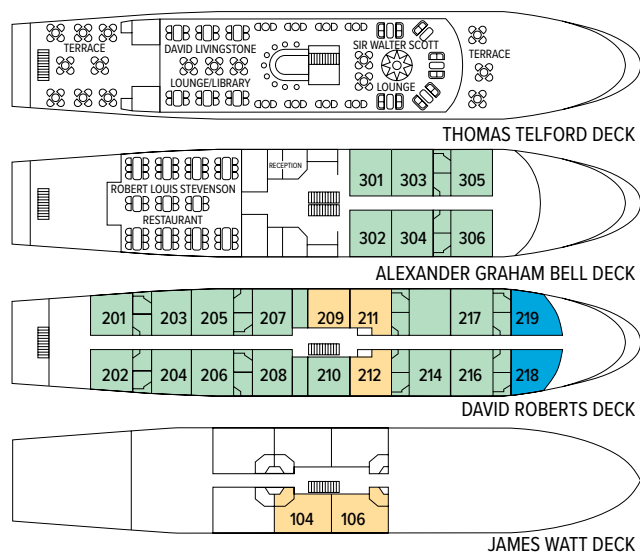 TERRACE
DAVID LIVINGSTONE
LOUNGE/LIBRARY
SIR WALTER SCOTT
LOUNGE
TERRACE
THOMAS TELFORD DECK
ROBERT LOUIS STEVENSON
RESTAURANT
RECEPTION
301 303 305
302 304 306
ALEXANDER GRAHAM BELL DECK
201 203 205 207 209 211 217 219
202 204 206 208 210 212 214 216 218
DAVID ROBERTS DECK
104 106
JAMES WATT DECK